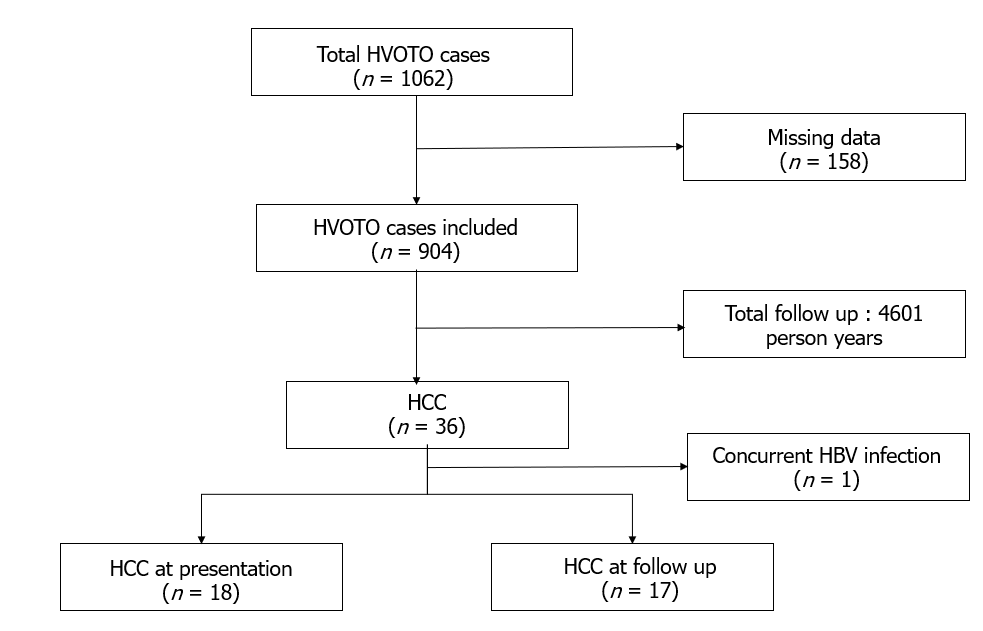 Total HVOTO cases
(n = 1062)
Missing data
(n = 158)
HVOTO cases included
(n = 904)
Total follow up : 4601
person years
HCC
(n = 36)
Concurrent HBV infection
(n = 1)
HCC at presentation
(n = 18)
HCC at follow up
(n = 17)